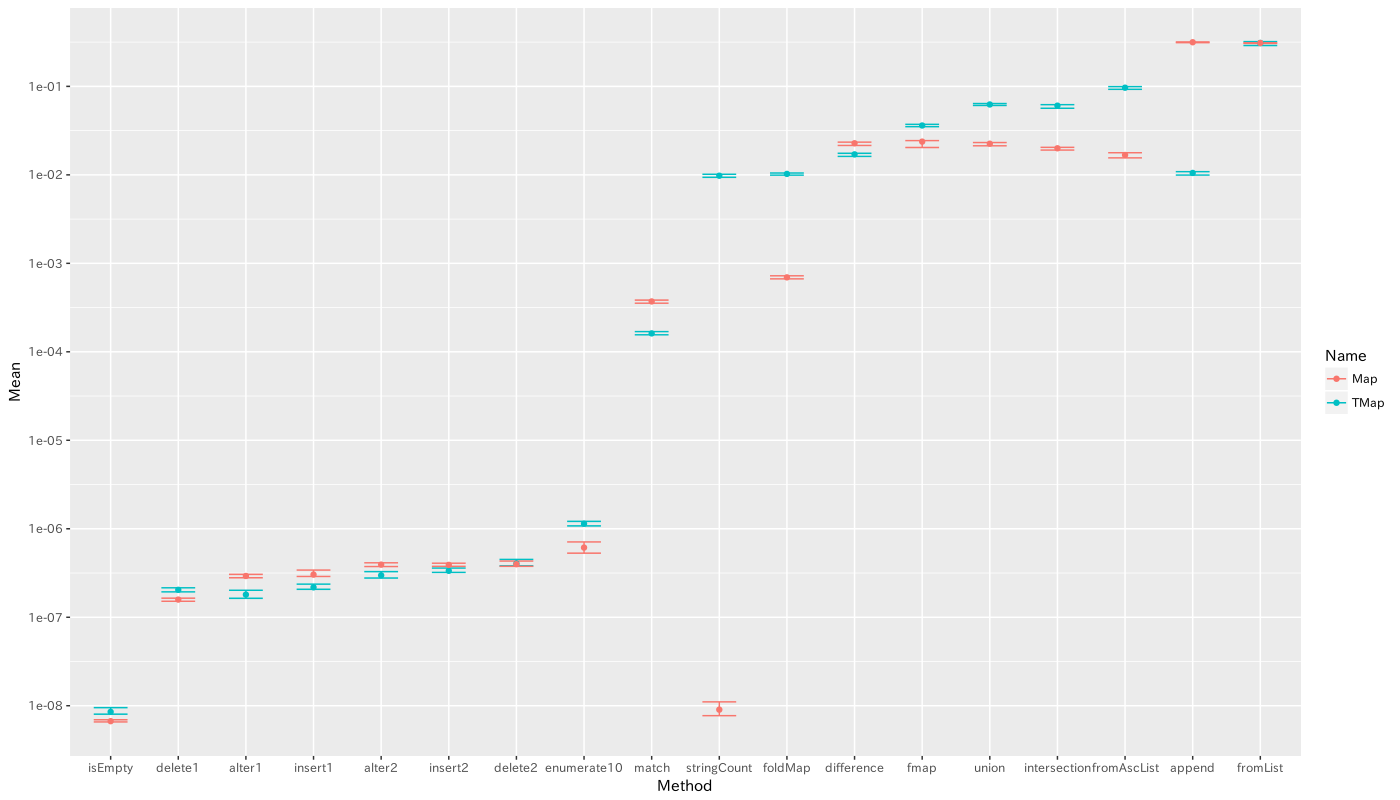 1e-01
1e-02
1e-03
1e-04
1e-05
1e-06
1e-07
1e-08
Mean
isEmpty delete1 alter1 insert1 alter2 insert2 delete2 enumerate10 match stringCount foldMap difference fmap union intersection fromAscList append fromList
Method
Name
Map
TMap